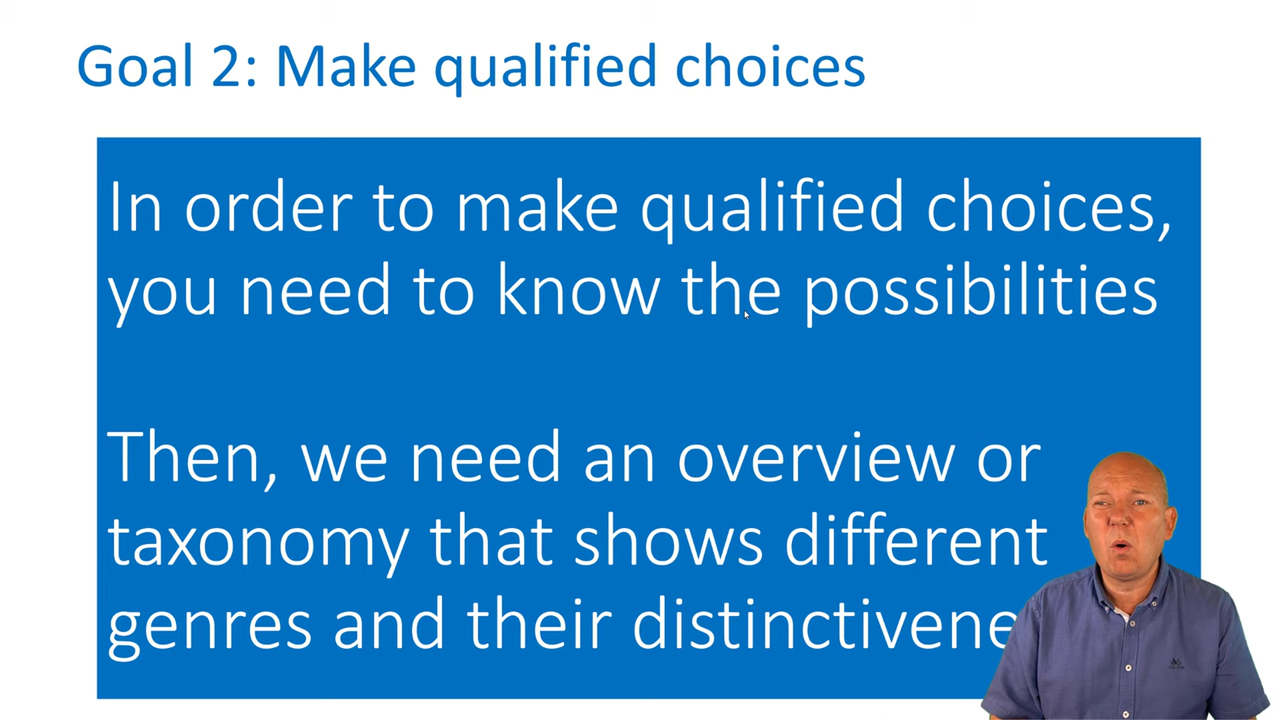 Goal 2: Make qualified choices
In order to make qualified choices,
you need to know the possibilities
Then, we need an overview or
taxonomy that shows different
genres and their